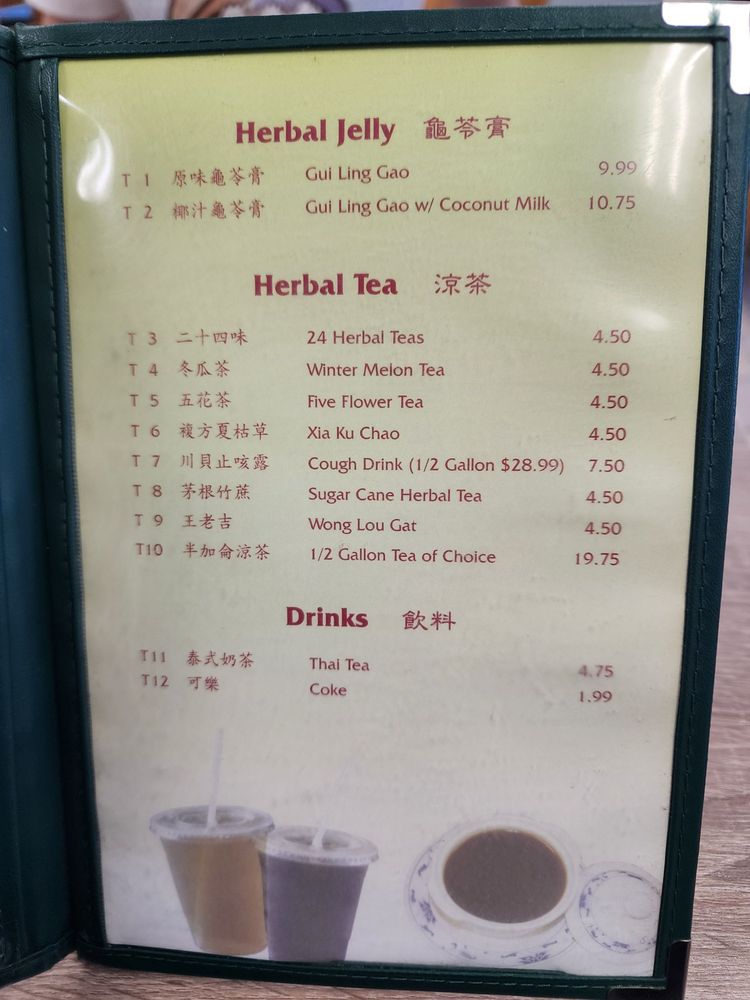 Herbal Jelly 龜苓膏
T 1 原味龜苓膏 Gui Ling Gao 9.99
T 2 椰汁龜苓膏 Gui Ling Gao w/ Coconut Milk 10.75
Herbal Tea 涼茶
T 3 二十四味 24 Herbal Teas 4.50
T 4 冬瓜茶 Winter Melon Tea 4.50
T 5 五花茶 Five Flower Tea 4.50
T 6 複方夏枯草 Xia Ku Chao 4.50
T 7 川貝止咳露 Cough Drink (1/2 Gallon $28.99) 7.50
T 8 茅根竹蔗 Sugar Cane Herbal Tea 4.50
T 9 王老吉 Wong Lou Gat 4.50
T10 半加侖涼茶 1/2 Gallon Tea of Choice 19.75
Drinks 飲料
T11 泰式奶茶 Thai Tea 4.75
T12 可樂 Coke 1.99